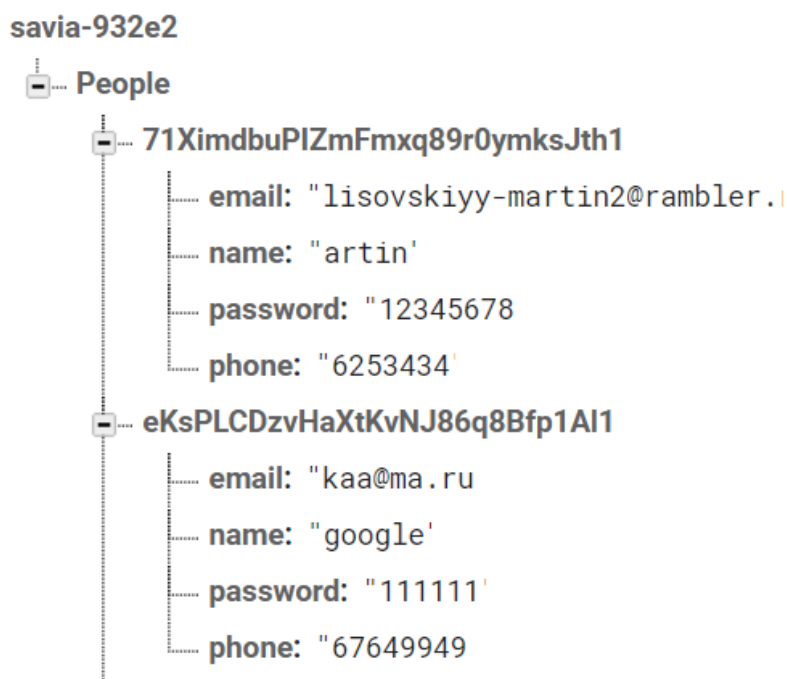 savia-932e2
People
71XimdbuPIZmFmxq89r0ymksJth1
email: "lisovskiyy-martin2@rambler.
name: "artin'
password: "12345678
phone: "6253434'
eKsPLCDzvHaXtKvNJ86q8Bfp1Al1
email: "kaa@ma.ru
name: "google'
password: "111111'
phone: "67649949